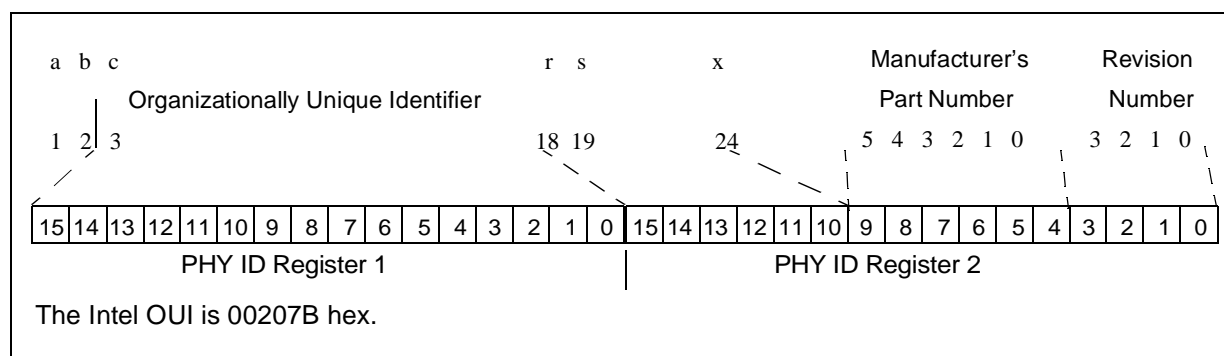 a b c r s x Manufacturer's Revision
Organizationally Unique Identifier Part Number Number
1 2 3 18 19 24 5 4 3 2 1 0 3 2 1 0
15 14 13 12 11 10 9 8 7 6 5 4 3 2 1 0 15 14 13 12 11 10 9 8 7 6 5 4 3 2 1 0
PHY ID Register 1 PHY ID Register 2
The Intel OUI is 00207B hex.